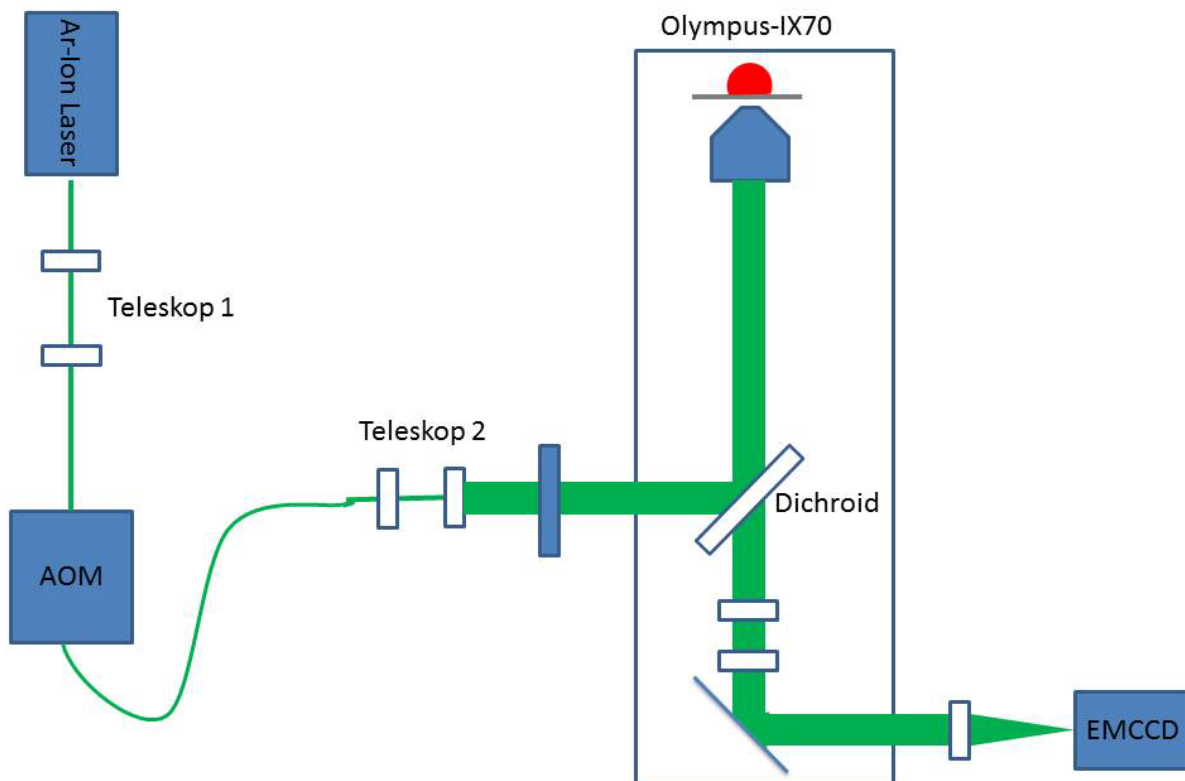 Ar-Ion Laser
Olympus-IX70
Teleskop 1
Teleskop 2
Dichroid
AOM
EMCCD